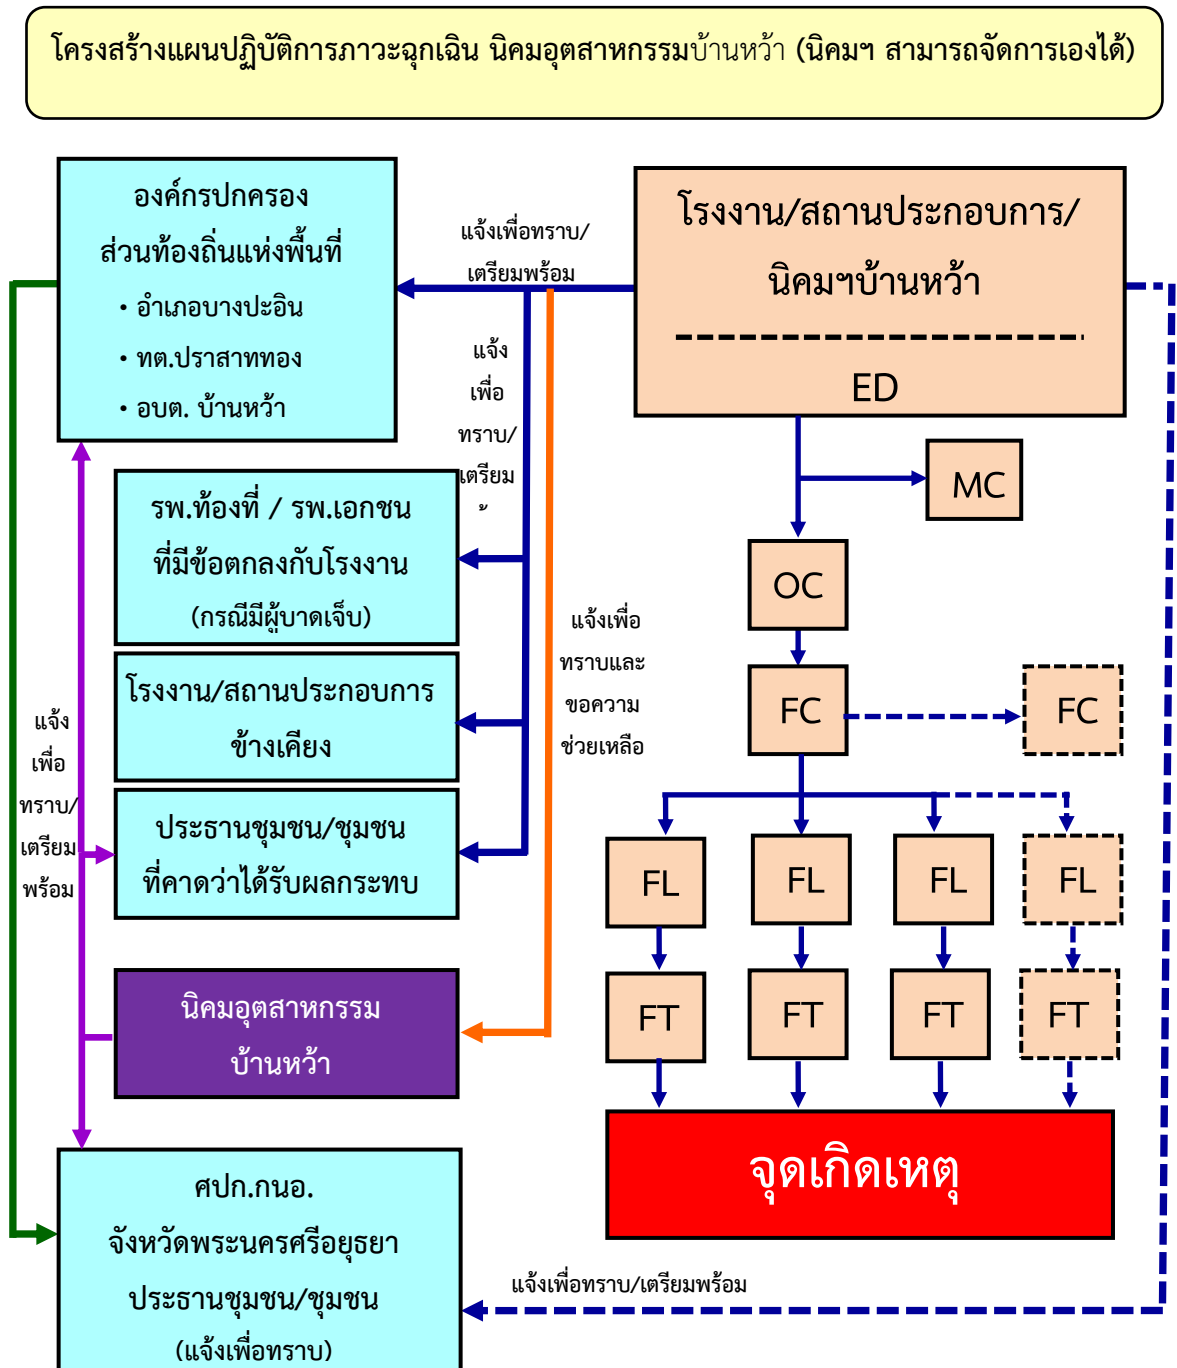 โครงสร้างแผนปฏิบัติการภาวะฉุกเฉิน นิคมอุตสาหกรรมบ้านหว้า (นิคมฯ สามารถจัดการเองได้)
องค์กรปกครอง
ส่วนท้องถิ่นแห่งพื้นที่
• อำเภอบางปะอิน
• ทต.ปราสาททอง
• อบต. บ้านหว้า
แจ้งเพื่อทราบ/
เตรียมพร้อม
โรงงาน/สถานประกอบการ/
นิคมฯบ้านหว้า
ED
แจ้ง
เพื่อ
ทราบ/
เตรียม
MC
รพ.ท้องที่ / รพ.เอกชน
ที่มีข้อตกลงกับโรงงาน
(กรณีมีผู้บาดเจ็บ)
OC
แจ้งเพื่อ
ทราบและ
ขอความ
ช่วยเหลือ
โรงงาน/สถานประกอบการ
ข้างเคียง
FC
FC
แจ้ง
เพื่อ
ทราบ/
เตรียม
พร้อม
ประธานชุมชน/ชุมชน
ที่คาดว่าได้รับผลกระทบ
FL
FL
FL
FL
นิคมอุตสาหกรรม
บ้านหว้า
FT
FT
FT
FT
จุดเกิดเหตุ
ศปก.กนอ.
จังหวัดพระนครศรีอยุธยา
ประธานชุมชน/ชุมชน
(แจ้งเพื่อทราบ)
แจ้งเพื่อทราบ/เตรียมพร้อม